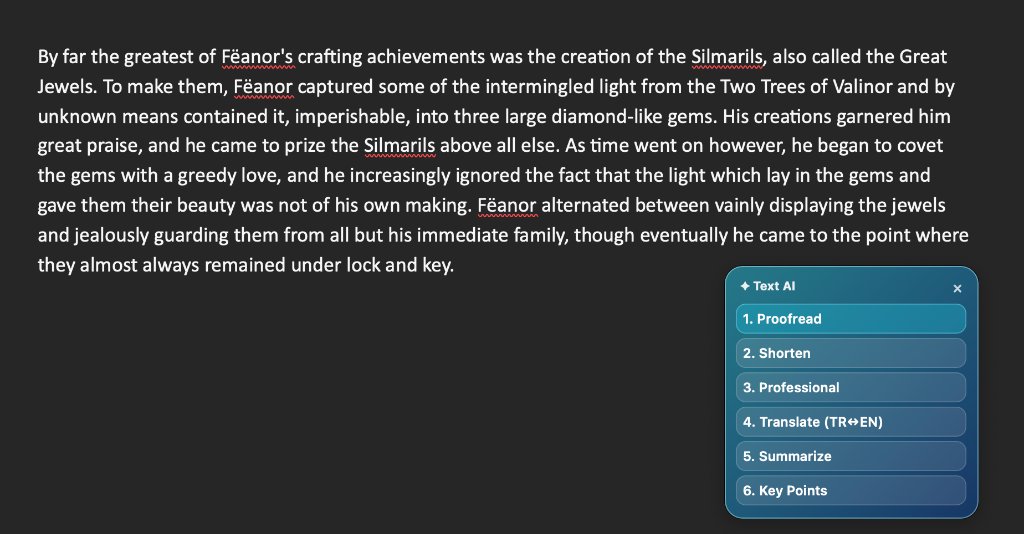 By far the greatest of Fëanor's crafting achievements was the creation of the Silmarils, also called the Great
Jewels. To make them, Fëanor captured some of the intermingled light from the Two Trees of Valinor and by
unknown means contained it, imperishable, into three large diamond-like gems. His creations garnered him
great praise, and he came to prize the Silmarils above all else. As time went on however, he began to covet
the gems with a greedy love, and he increasingly ignored the fact that the light which lay in the gems and
gave them their beauty was not of his own making. Fëanor alternated between vainly displaying the jewels
and jealously guarding them from all but his immediate family, though eventually he came to the point where
they almost always remained under lock and key.
✦ Text AI ×
1. Proofread
2. Shorten
3. Professional
4. Translate (TR↔EN)
5. Summarize
6. Key Points